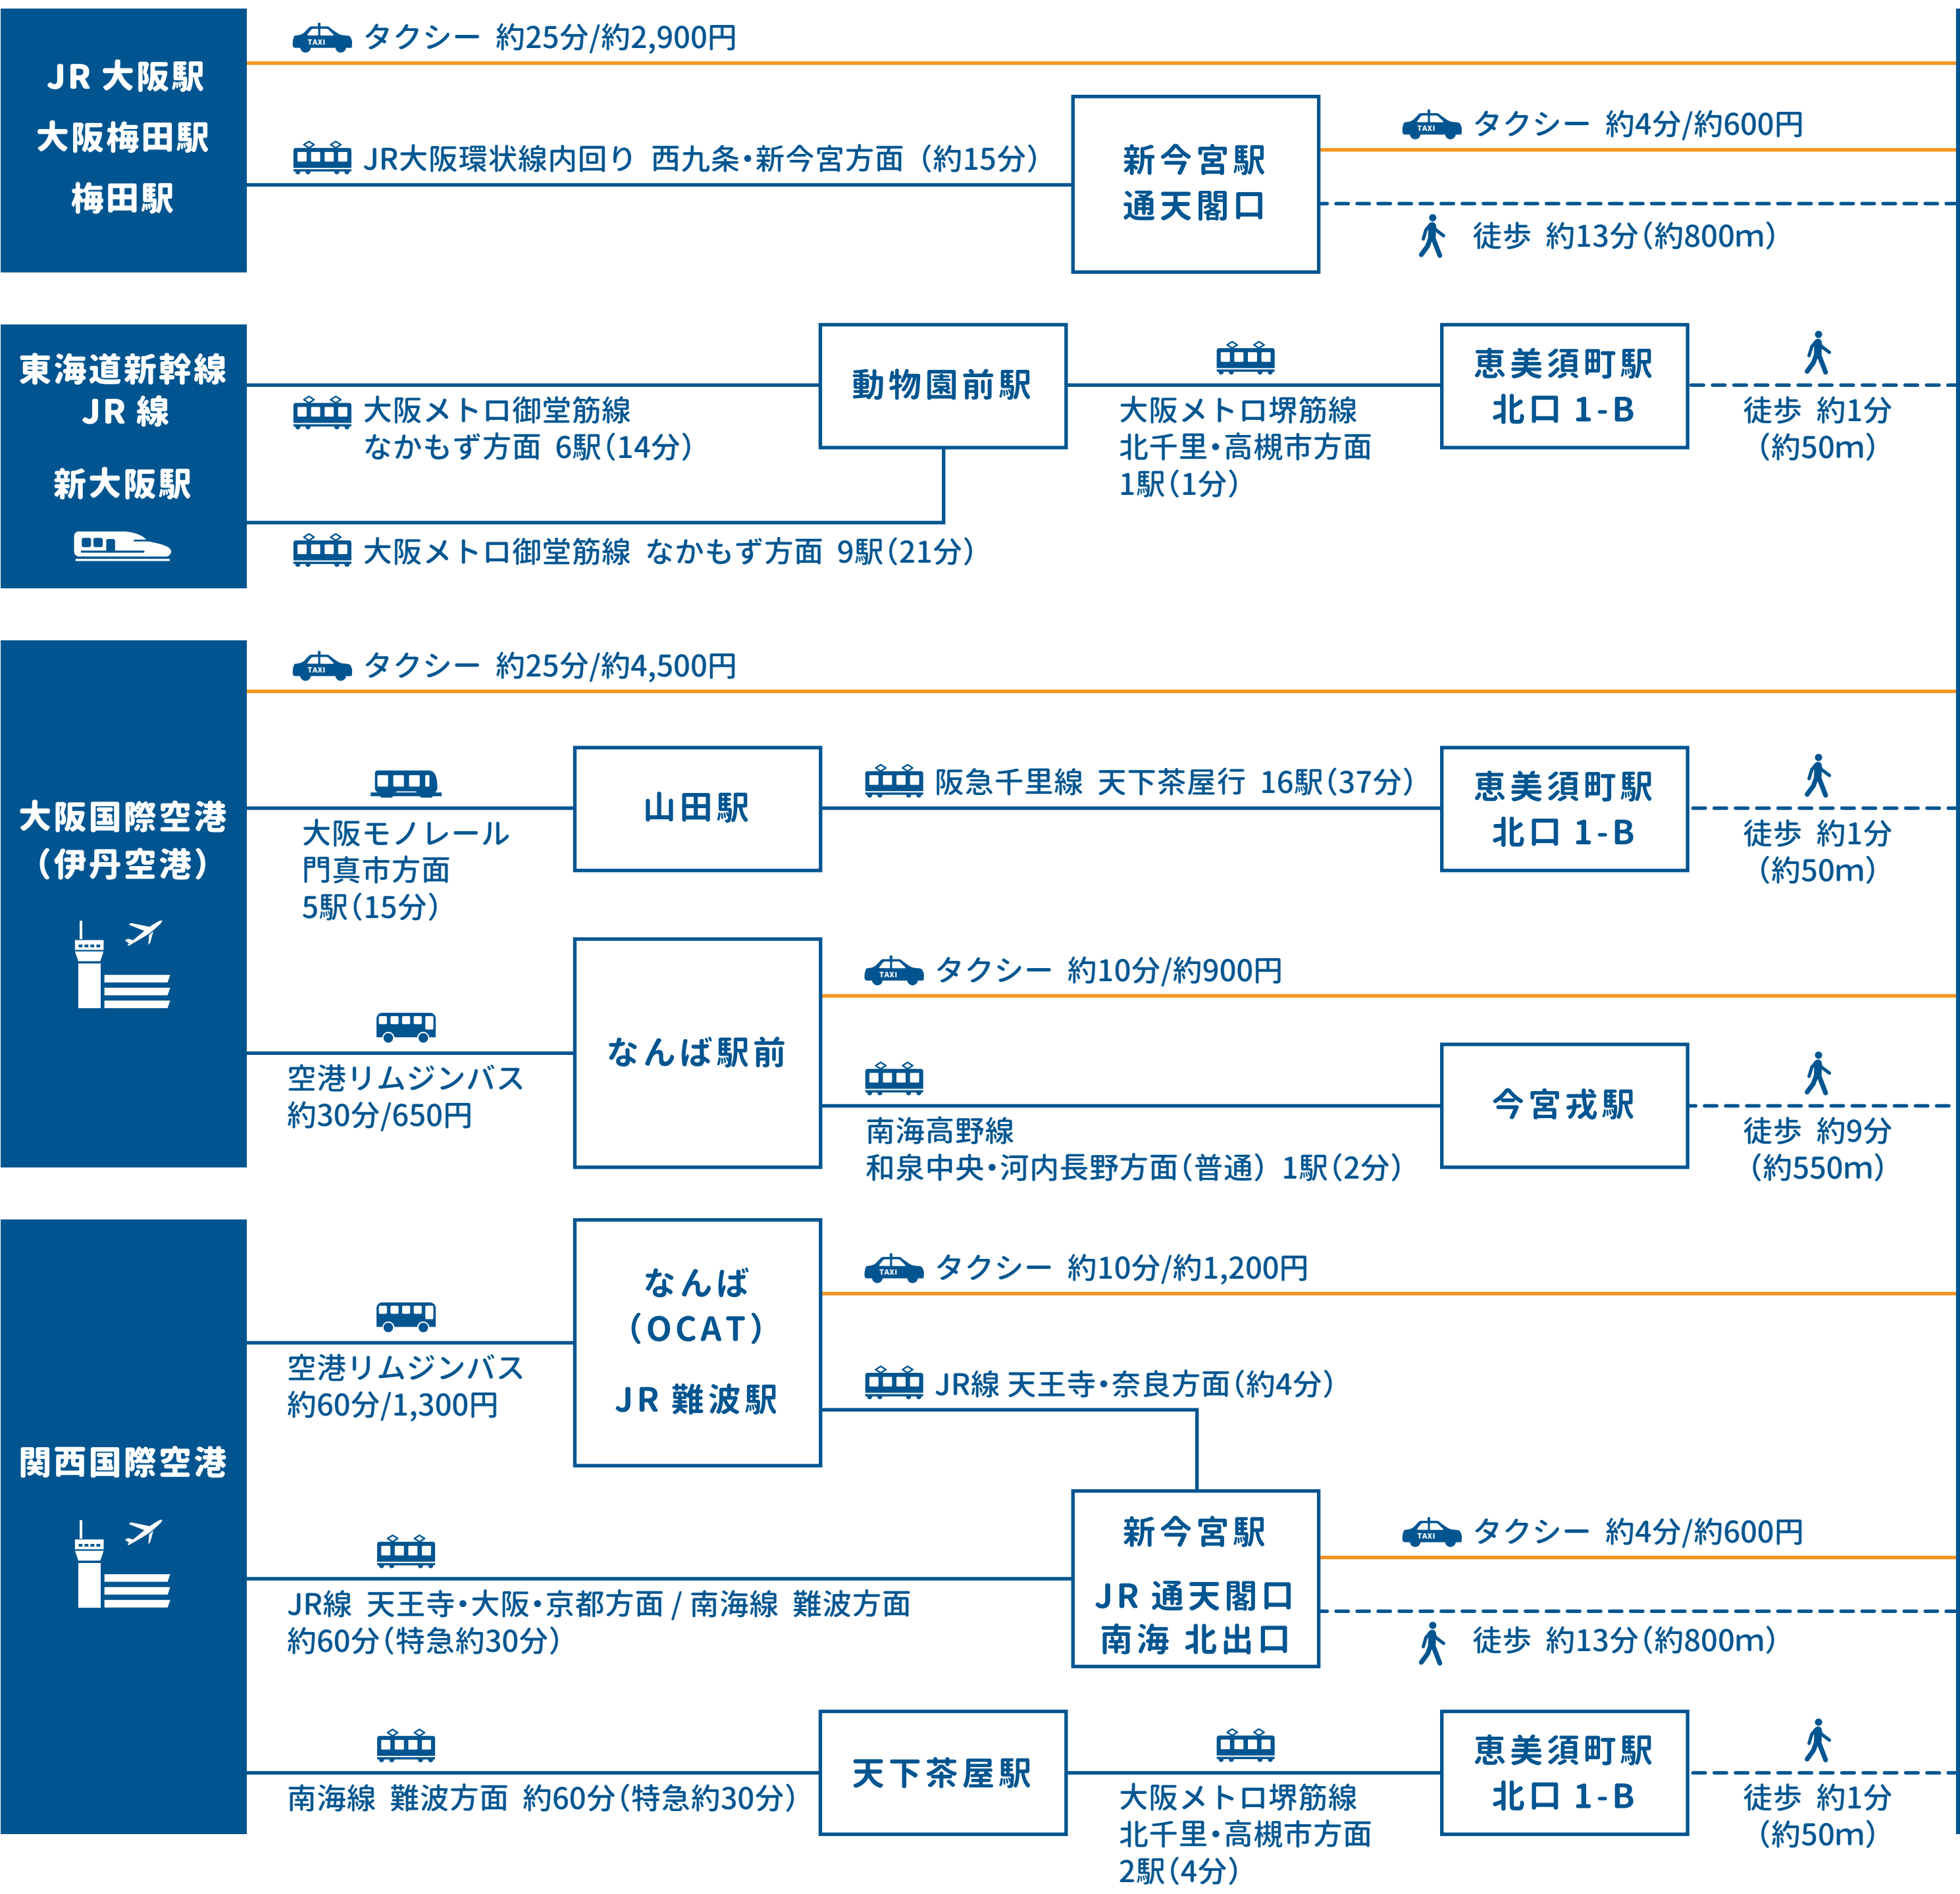 JR 大阪駅
大阪梅田駅
梅田駅
TAXI
タクシー 約25分/約2,900円
JR大阪環状線内回り 西九条・新今宮方面（約15分）
新今宮駅
通天閣口
TAXI
タクシー 約4分/約600円
徒歩 約13分（約800m）
東海道新幹線
JR 線
新大阪駅
大阪メトロ御堂筋線
なかもず方面 6駅（14分）
大阪メトロ御堂筋線 なかもず方面 9駅（21分）
動物園前駅
大阪メトロ堺筋線
北千里・高槻市方面
1駅（1分）
恵美須町駅
北口 1-B
徒歩 約1分
（約50m）
大阪国際空港
（伊丹空港）
TAXI
タクシー 約25分/約4,500円
大阪モノレール
門真市方面
5駅（15分）
山田駅
阪急千里線 天下茶屋行 16駅（37分）
恵美須町駅
北口 1-B
徒歩 約1分
（約50m）
空港リムジンバス
約30分/650円
なんば駅前
TAXI
タクシー 約10分/約900円
南海高野線
和泉中央・河内長野方面（普通）1駅（2分）
今宮戎駅
徒歩 約9分
（約550m）
関西国際空港
空港リムジンバス
約60分/1,300円
なんば
（OCAT）
JR 難波駅
TAXI
タクシー 約10分/約1,200円
JR線 天王寺・奈良方面（約4分）
JR線 天王寺・大阪・京都方面 / 南海線 難波方面
約60分（特急約30分）
新今宮駅
JR 通天閣口
南海 北出口
TAXI
タクシー 約4分/約600円
徒歩 約13分（約800m）
南海線 難波方面 約60分（特急約30分）
天下茶屋駅
大阪メトロ堺筋線
北千里・高槻市方面
2駅（4分）
恵美須町駅
北口 1-B
徒歩 約1分
（約50m）